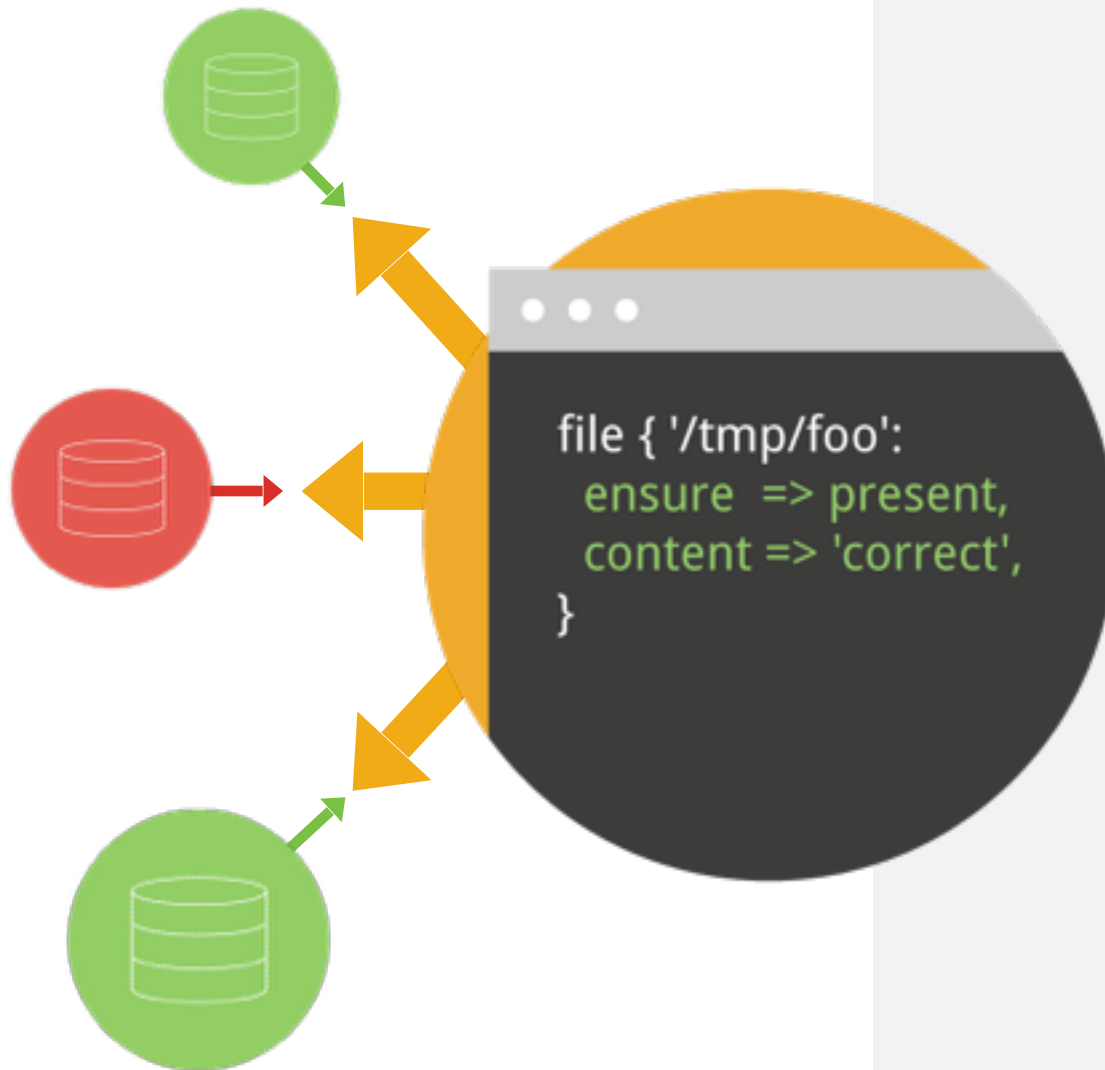 file { '/tmp/foo':
  ensure  => present,
  content => 'correct',
}